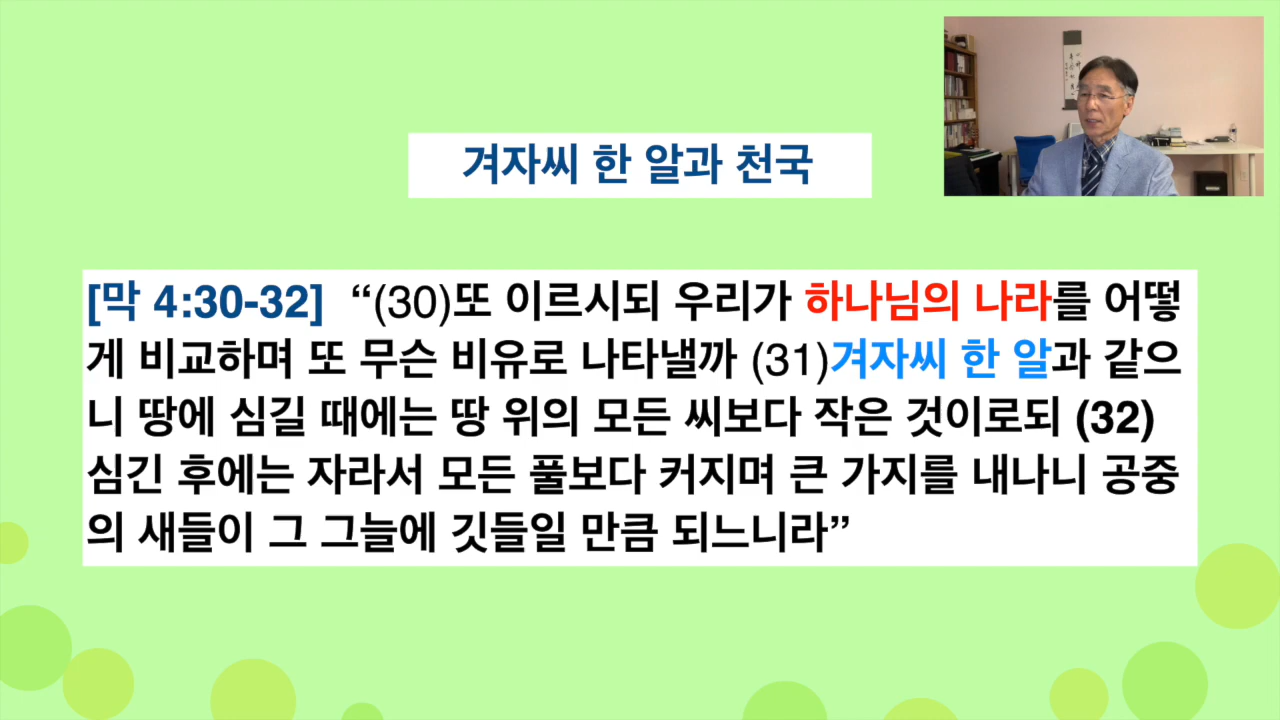 겨자씨 한 알과 천국
[막 4:30-32] “(30)또 이르시되 우리가 하나님의 나라를 어떻
게 비교하며 또 무슨 비유로 나타낼까 (31)겨자씨 한 알과 같으
니 땅에 심길 때에는 땅 위의 모든 씨보다 작은 것이로되 (32)
심긴 후에는 자라서 모든 풀보다 커지며 큰 가지를 내나니 공중
의 새들이 그 그늘에 깃들일 만큼 되느니라”